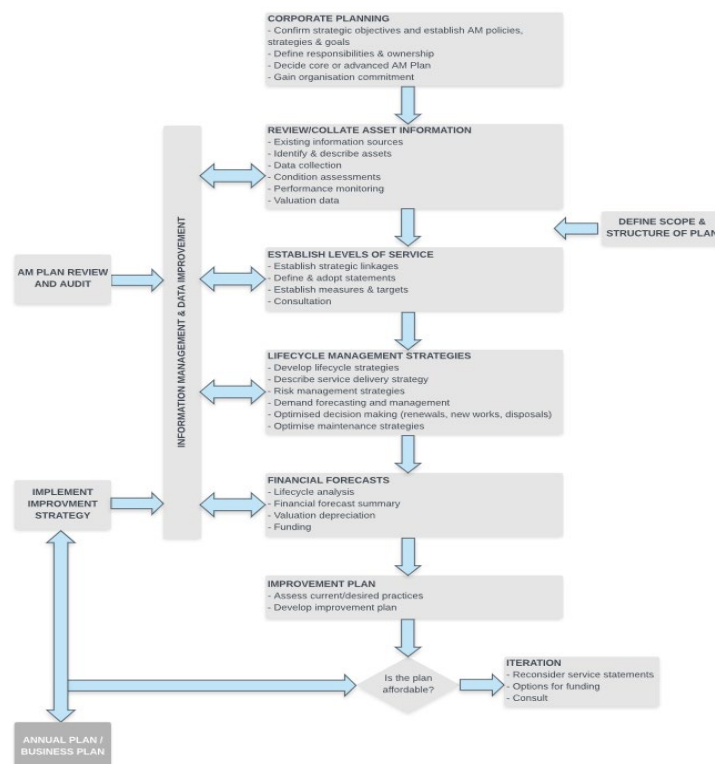 CORPORATE PLANNING
- Confirm strategic objectives and establish AM policies,
strategies & goals
- Define responsibilities & ownership
- Decide core or advanced AM Plan
- Gain organisation commitment
REVIEW/COLLATE ASSET INFORMATION
- Existing information sources
- Identify & describe assets
- Data collection
- Condition assessments
- Performance monitoring
- Valuation data
DEFINE SCOPE &
STRUCTURE OF PLAN
AM PLAN REVIEW
AND AUDIT
INFORMATION MANAGEMENT & DATA IMPROVEMENT
ESTABLISH LEVELS OF SERVICE
- Establish strategic linkages
- Define & adopt statements
- Establish measures & targets
- Consultation
LIFECYCLE MANAGEMENT STRATEGIES
- Develop lifecycle strategies
- Describe service delivery strategy
- Risk management strategies
- Demand forecasting and management
- Optimised decision making (renewals, new works, disposals)
- Optimise maintenance strategies
IMPLEMENT
IMPROVMENT
STRATEGY
FINANCIAL FORECASTS
- Lifecycle analysis
- Financial forecast summary
- Valuation depreciation
- Funding
IMPROVEMENT PLAN
- Assess current/desired practices
- Develop improvement plan
Is the plan
affordable?
ITERATION
- Reconsider service statements
- Options for funding
- Consult
ANNUAL PLAN /
BUSINESS PLAN